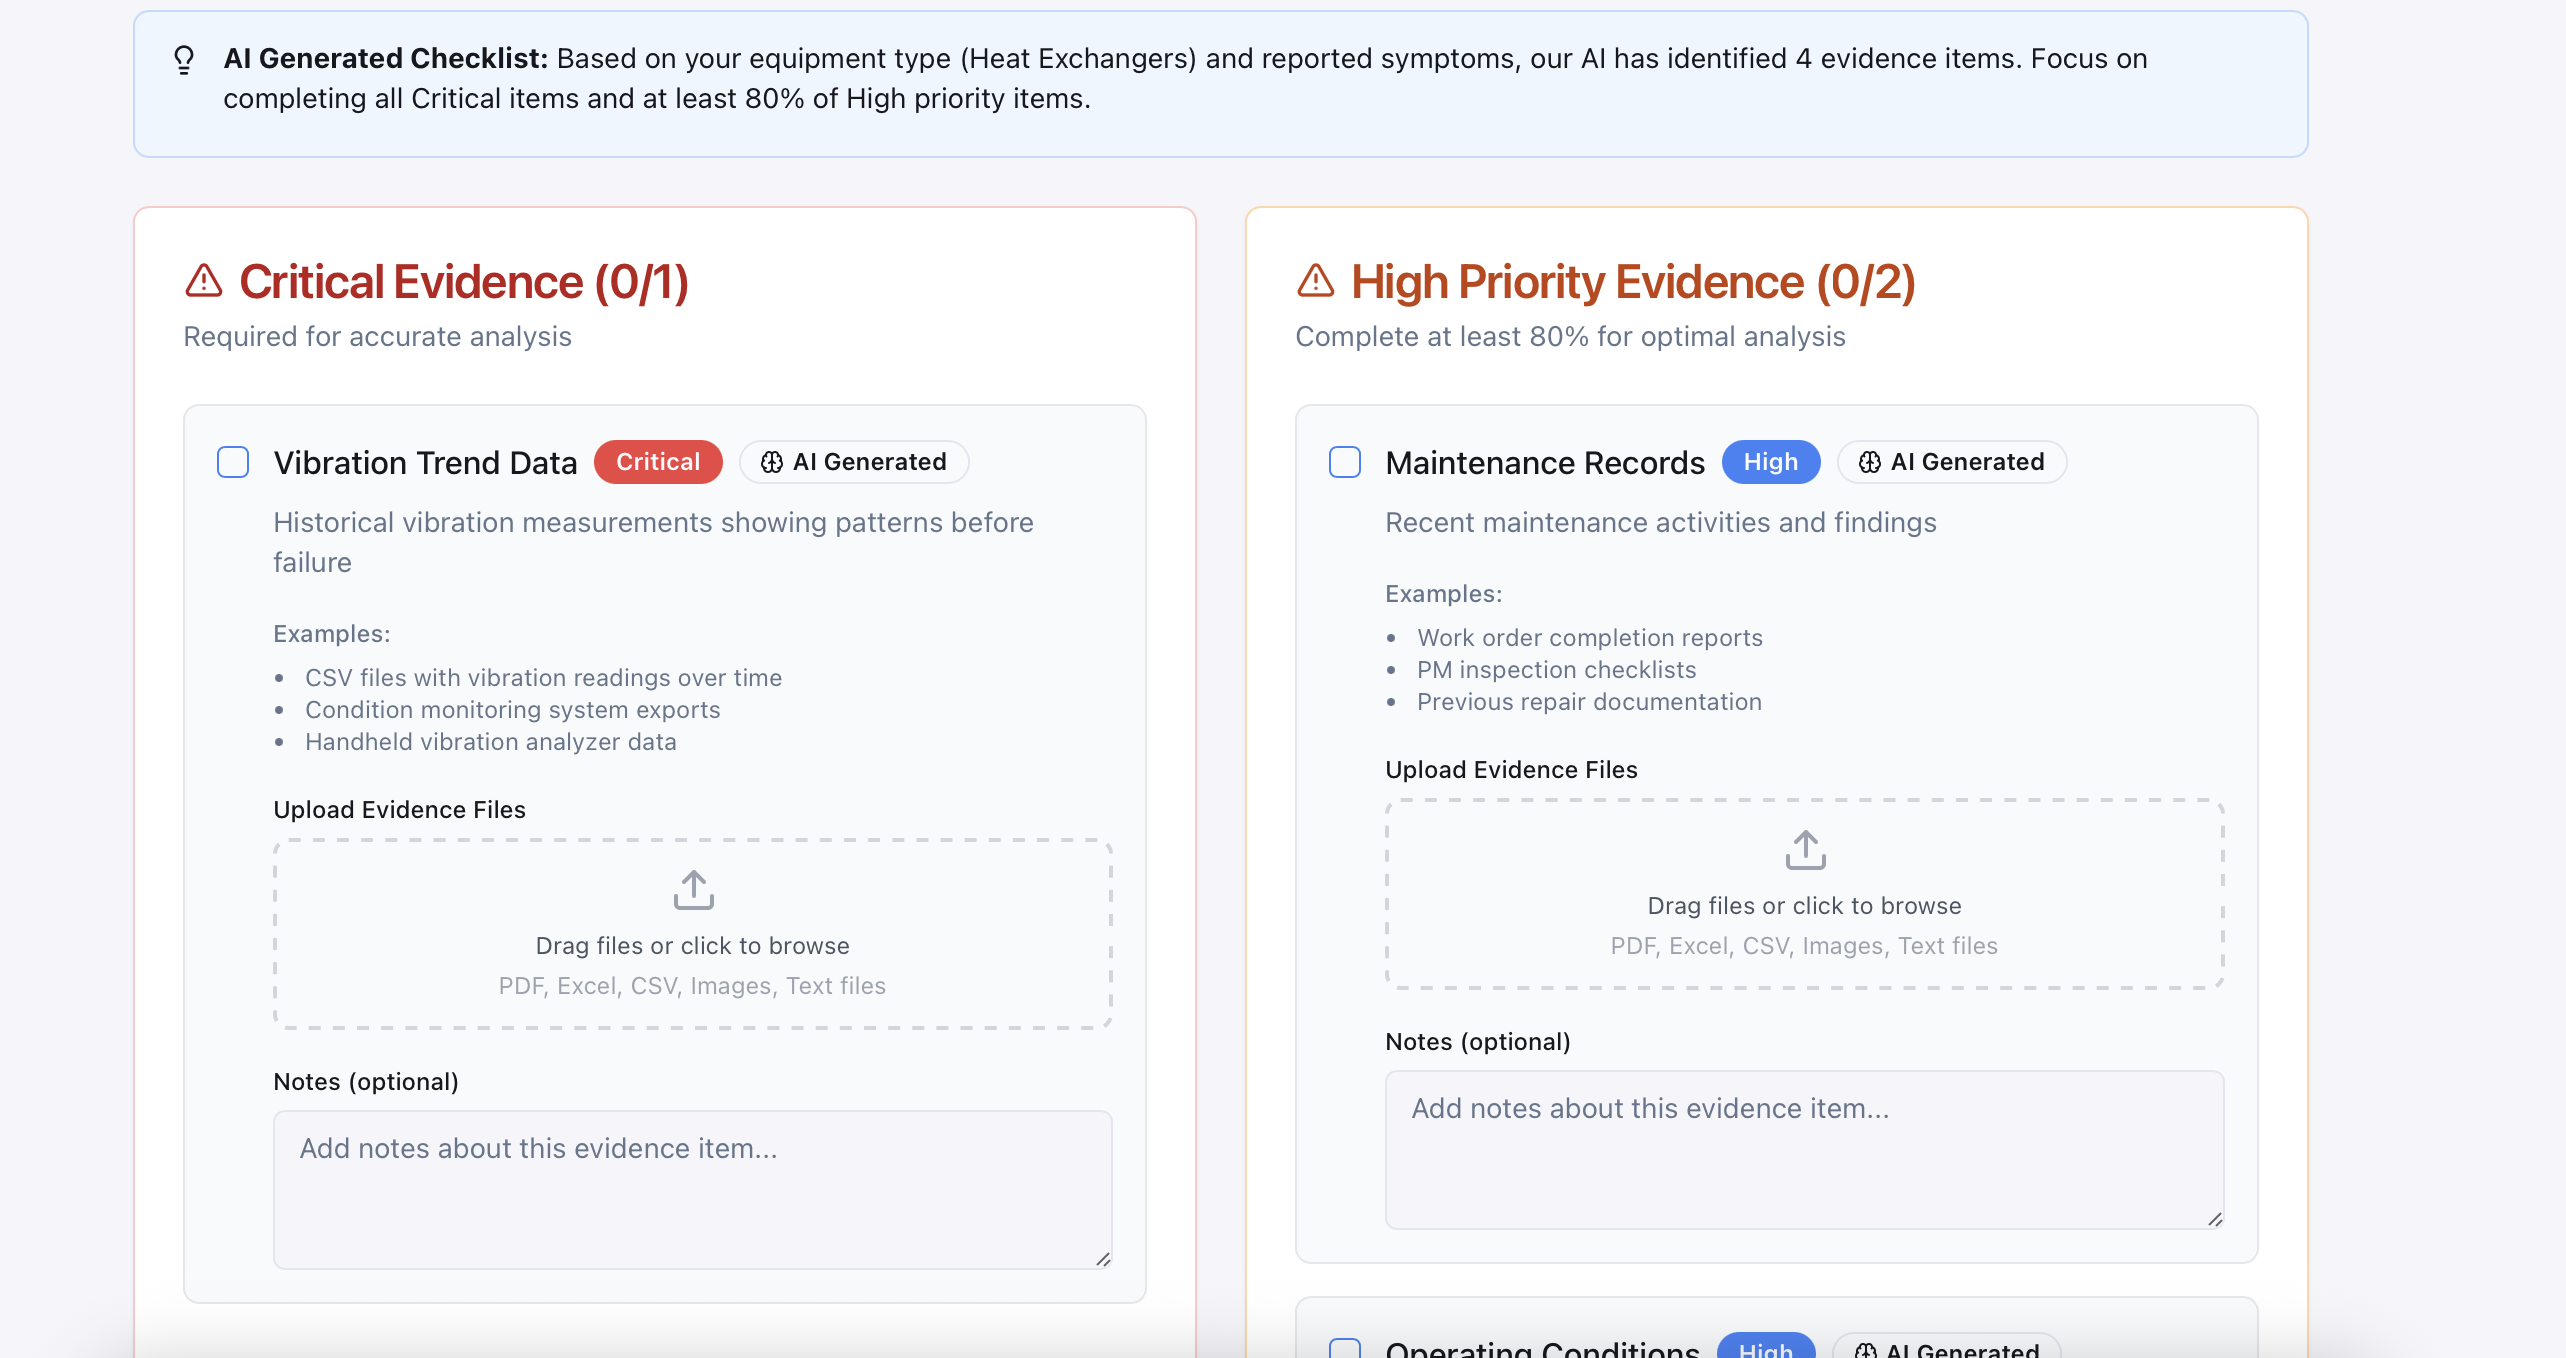 AI Generated Checklist: Based on your equipment type (Heat Exchangers) and reported symptoms, our AI has identified 4 evidence items. Focus on
completing all Critical items and at least 80% of High priority items.
Critical Evidence (0/1)
Required for accurate analysis
Vibration Trend Data Critical AI Generated
Historical vibration measurements showing patterns before
failure
Examples:
• CSV files with vibration readings over time
• Condition monitoring system exports
• Handheld vibration analyzer data
Upload Evidence Files
Drag files or click to browse
PDF, Excel, CSV, Images, Text files
Notes (optional)
Add notes about this evidence item...
High Priority Evidence (0/2)
Complete at least 80% for optimal analysis
Maintenance Records High AI Generated
Recent maintenance activities and findings
Examples:
• Work order completion reports
• PM inspection checklists
• Previous repair documentation
Upload Evidence Files
Drag files or click to browse
PDF, Excel, CSV, Images, Text files
Notes (optional)
Add notes about this evidence item...
Operating Conditions High AI Generated